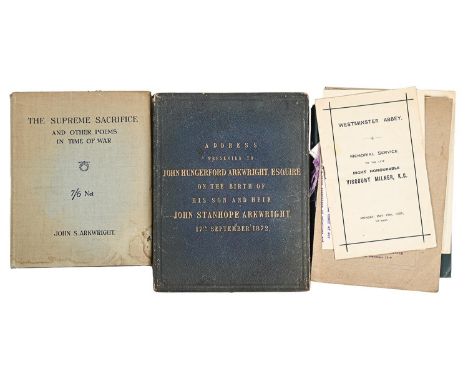 THE SUPREME SACRIFICE
AND OTHER POEMS
IN TIME OF WAR
7/6 Net
JOHN S. ARKWRIGHT
ADDRESS
PRESENTED TO
JOHN HUNGERFORD ARKWRIGHT, ESQUIRE
ON THE BIRTH OF
HIS SON AND HEIR
JOHN STANHOPE ARKWRIGHT.
17TH SEPTEMBER 1872.
WESTMINSTER ABBEY.
MEMORIAL SERVICE
RIGHT HONOURABLE
VISCOUNT MILNER, K.G.